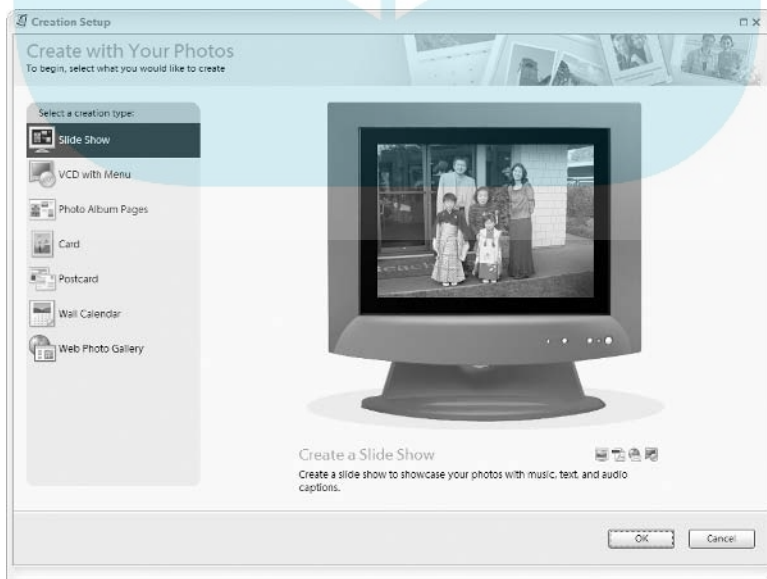 Creation Setup
Create with Your Photos
To begin, select what you would like to create
Select a creation type:
Slide Show
VCD with Menu
Photo Album Pages
Card
Postcard
Wall Calendar
Web Photo Gallery
Create a Slide Show
Create a slide show to showcase your photos with music, text, and audio
captions.
OK
Cancel